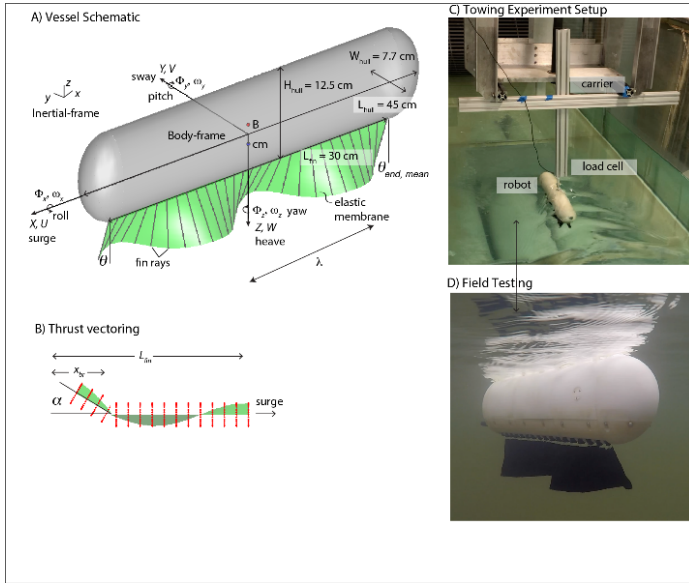 A) Vessel Schematic
Y, V
sway
Φy, ωy
pitch
z
y
x
Inertial-frame
Body-frame
B
cm
Hhull = 12.5 cm
Whull = 7.7 cm
Lhull = 45 cm
Lfin = 30 cm
θend, mean
elastic
membrane
Φx, ωx
roll
X, U
surge
Φz, ωz yaw
Z, W
heave
fin rays
θ
λ
B) Thrust vectoring
Lfin
α
surge
C) Towing Experiment Setup
carrier
load cell
robot
D) Field Testing